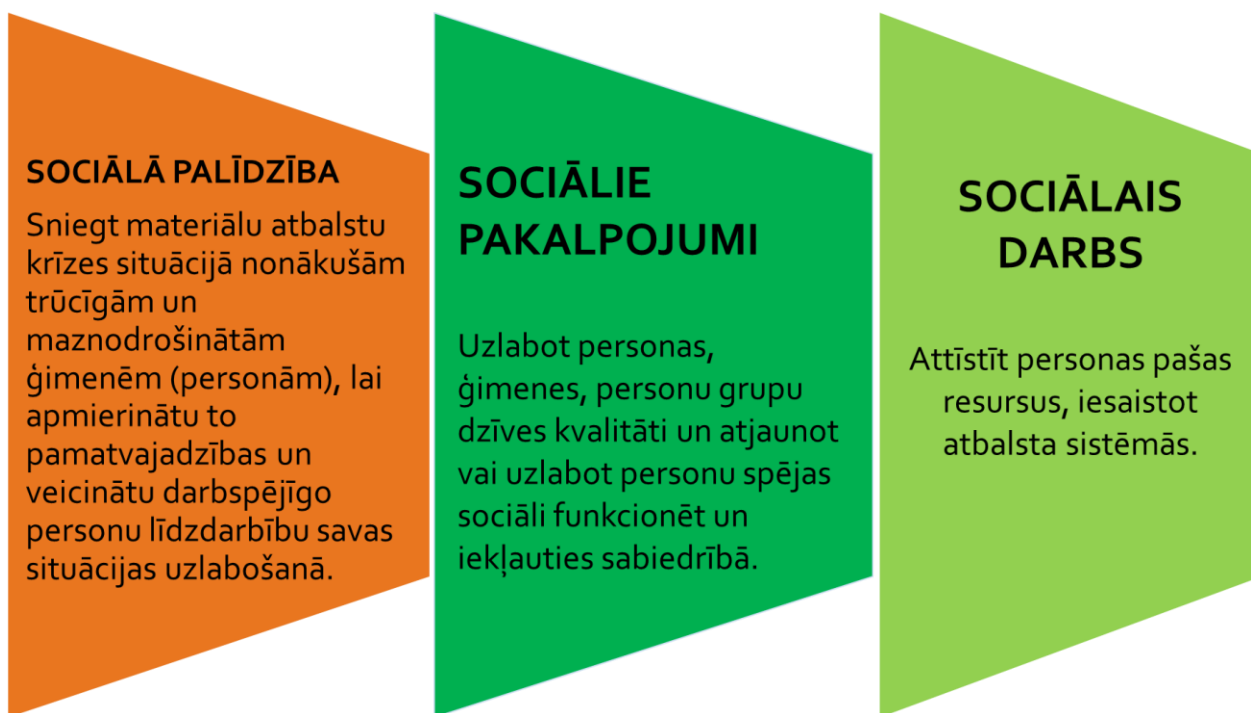 SOCIĀLĀ PALĪDZĪBA
Sniegt materiālu atbalstu
krīzes situācijā nonākušām
trūcīgām un
maznodrošinātām
ģimenēm (personām), lai
apmierinātu to
pamatvajadzības un
veicinātu darbspējīgo
personu līdzdarbību savas
situācijas uzlabošanā.
SOCIĀLIE
PAKALPOJUMI
Uzlabot personas,
ģimenes, personu grupu
dzīves kvalitāti un atjaunot
vai uzlabot personu spējas
sociāli funkcionēt un
iekļauties sabiedrībā.
SOCIĀLAIS
DARBS
Attīstīt personas pašas
resursus, iesaistot
atbalsta sistēmās.